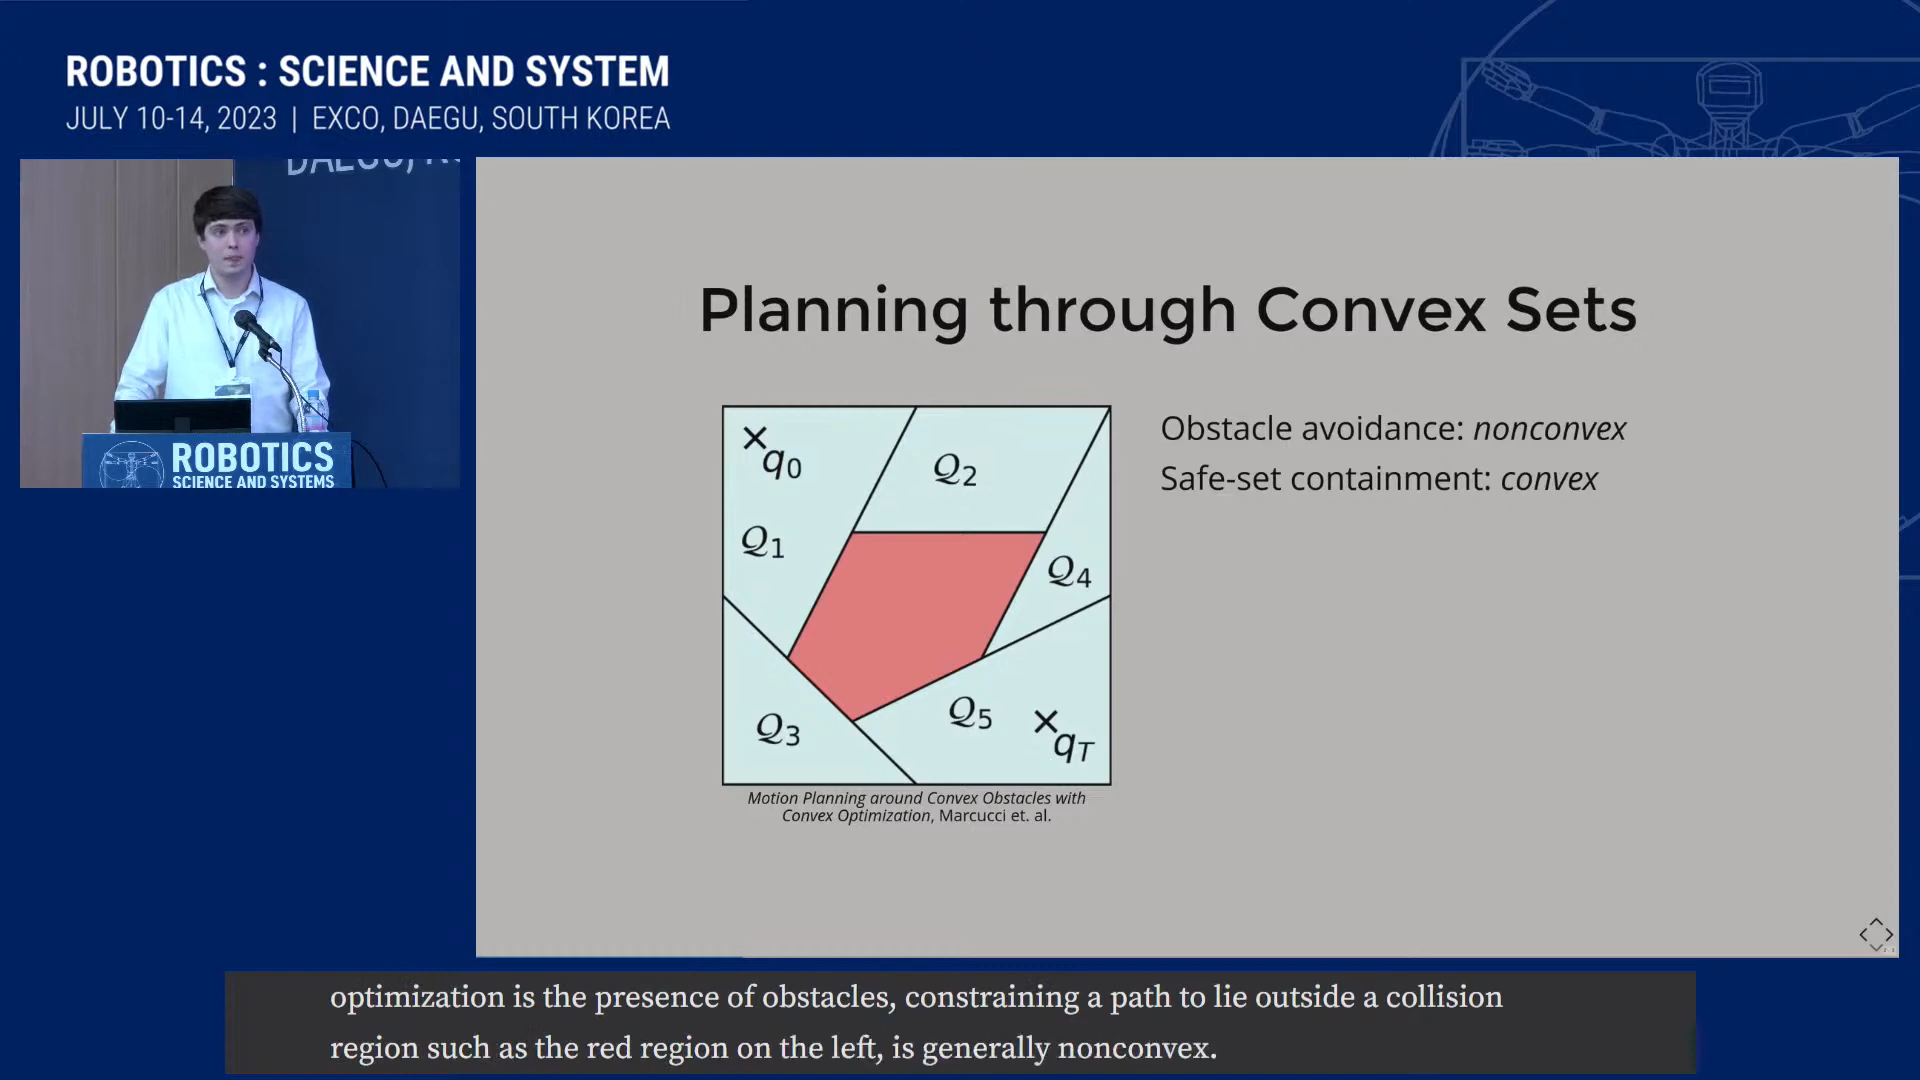 ROBOTICS : SCIENCE AND SYSTEM
JULY 10-14, 2023 | EXCO, DAEGU, SOUTH KOREA
ROBOTICS
SCIENCE AND SYSTEMS
Planning through Convex Sets
q0
Q1
Q2
Q3
Q4
Q5
qT
Obstacle avoidance: nonconvex
Safe-set containment: convex
Motion Planning around Convex Obstacles with
Convex Optimization, Marcucci et. al.
optimization is the presence of obstacles, constraining a path to lie outside a collision
region such as the red region on the left, is generally nonconvex.